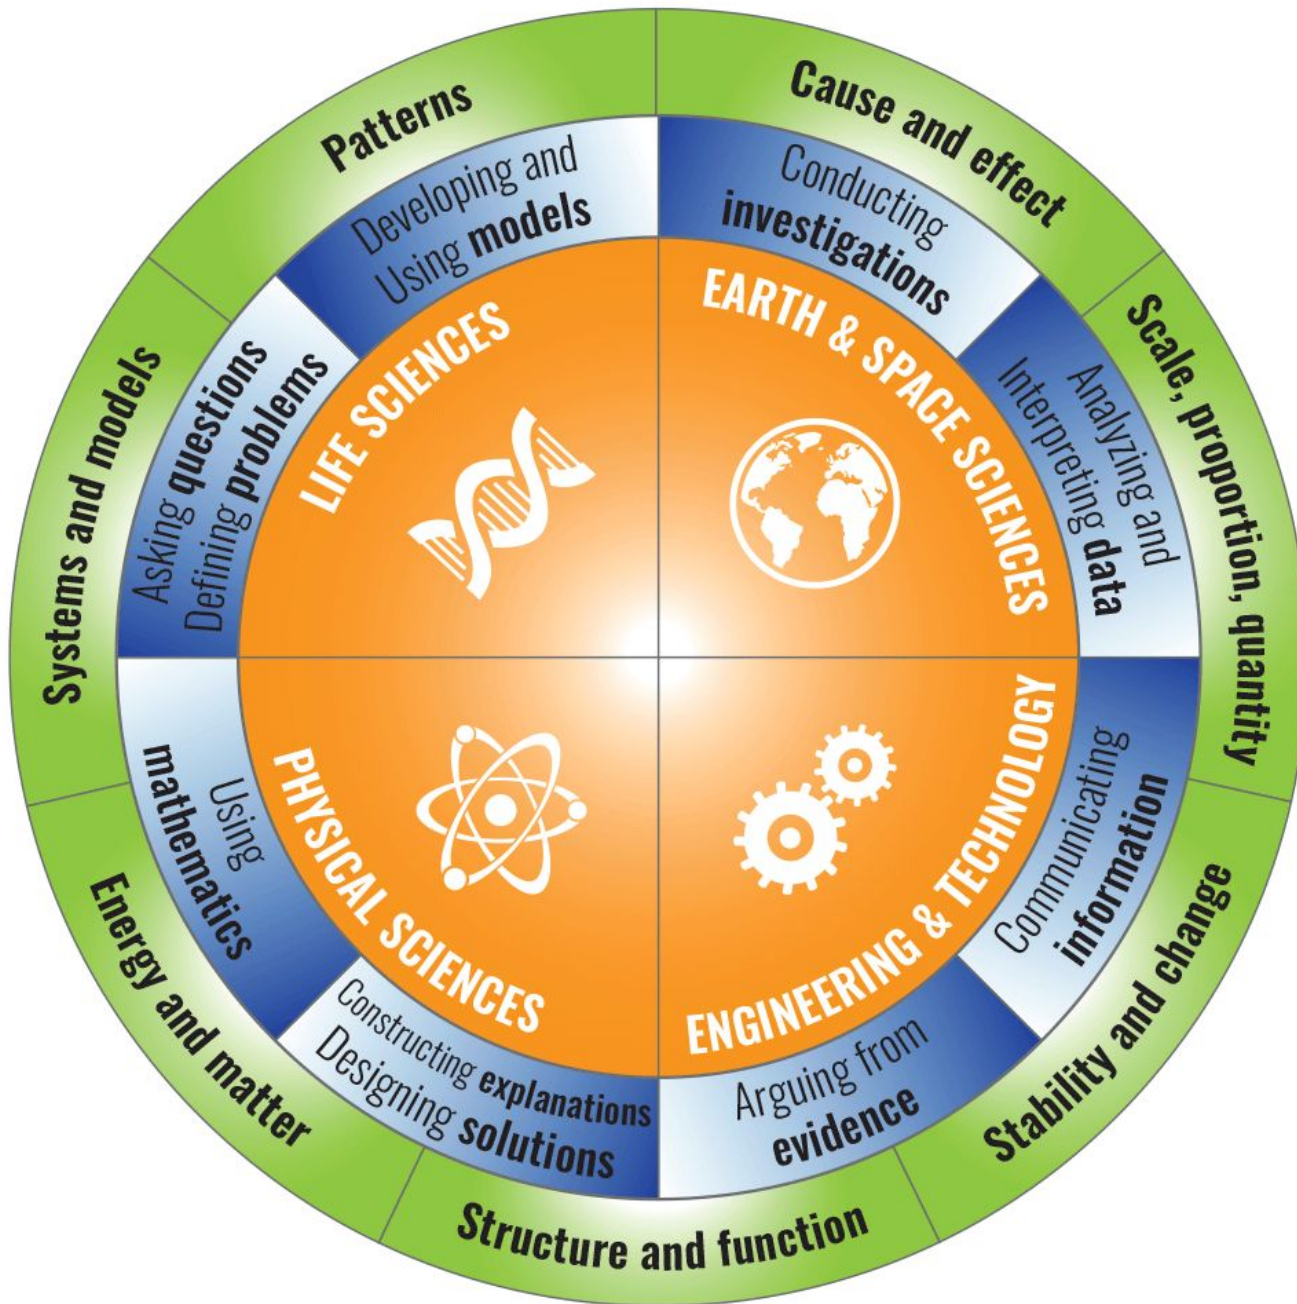 Patterns
Cause and effect
Scale, proportion, quantity
Stability and change
Structure and function
Energy and matter
Systems and models
Developing and
Using models
Conducting
investigations
Analyzing and
Interpreting data
Communicating
information
Arguing from
evidence
Constructing explanations
Designing solutions
Using
mathematics
Asking questions
Defining problems
LIFE SCIENCES
EARTH & SPACE SCIENCES
ENGINEERING & TECHNOLOGY
PHYSICAL SCIENCES